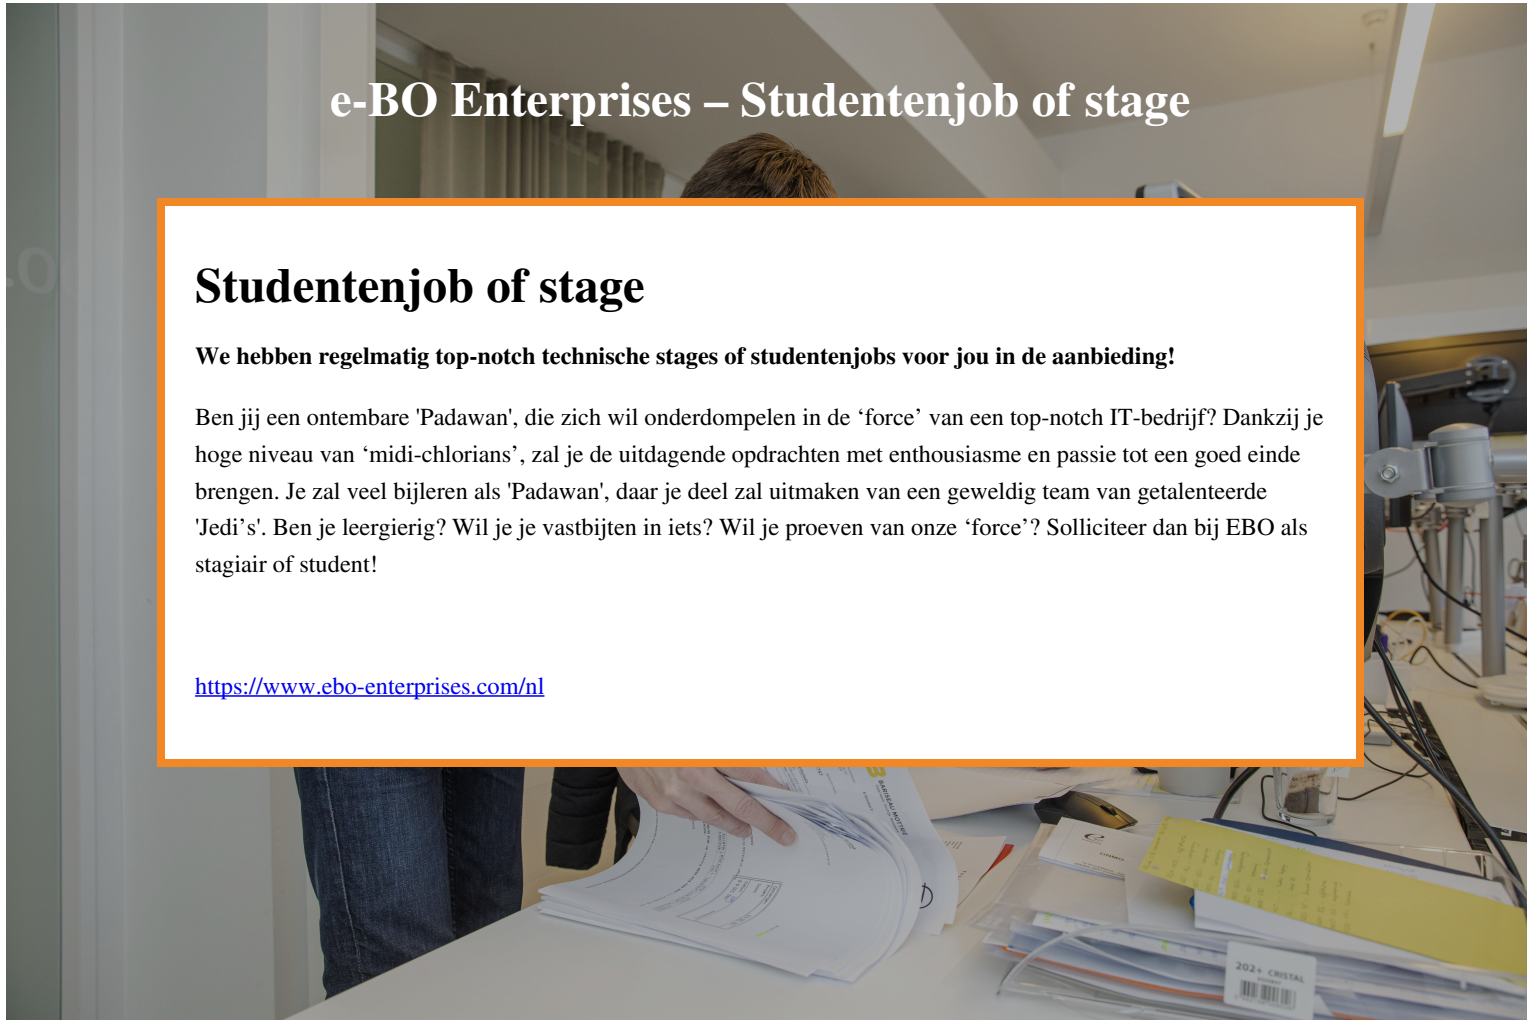 e-BO Enterprises – Studentenjob of stage
Studentenjob of stage
We hebben regelmatig top-notch technische stages of studentenjobs voor jou in de aanbieding!
Ben jij een ontembare 'Padawan', die zich wil onderdompelen in de ‘force’ van een top-notch IT-bedrijf? Dankzij je
hoge niveau van ‘midi-chlorians’, zal je de uitdagende opdrachten met enthousiasme en passie tot een goed einde
brengen. Je zal veel bijleren als 'Padawan', daar je deel zal uitmaken van een geweldig team van getalenteerde
'Jedi’s'. Ben je leergierig? Wil je je vastbijten in iets? Wil je proeven van onze ‘force’? Solliciteer dan bij EBO als
stagiair of student!
https://www.ebo-enterprises.com/nl
BARISEAU MOTTRIE
202+ CRISTAL